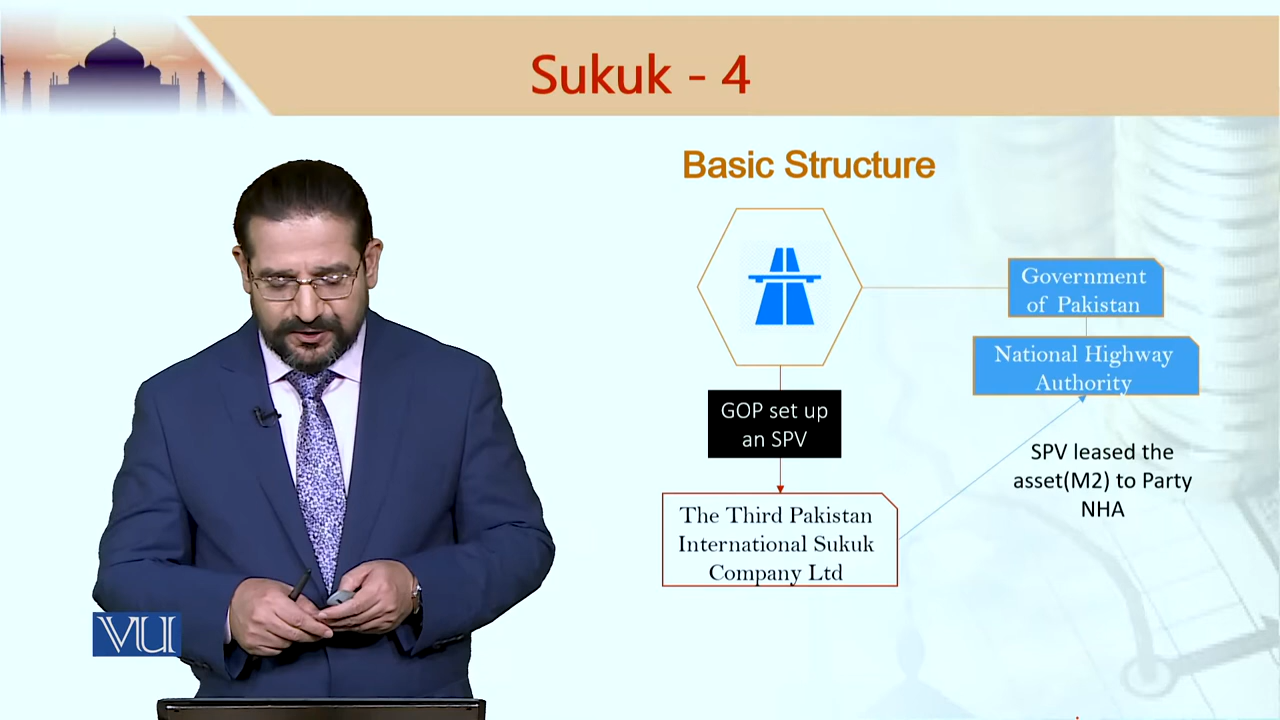 Sukuk - 4
Basic Structure
Government
of Pakistan
National Highway
Authority
GOP set up
an SPV
SPV leased the
asset(M2) to Party
NHA
The Third Pakistan
International Sukuk
Company Ltd
VU